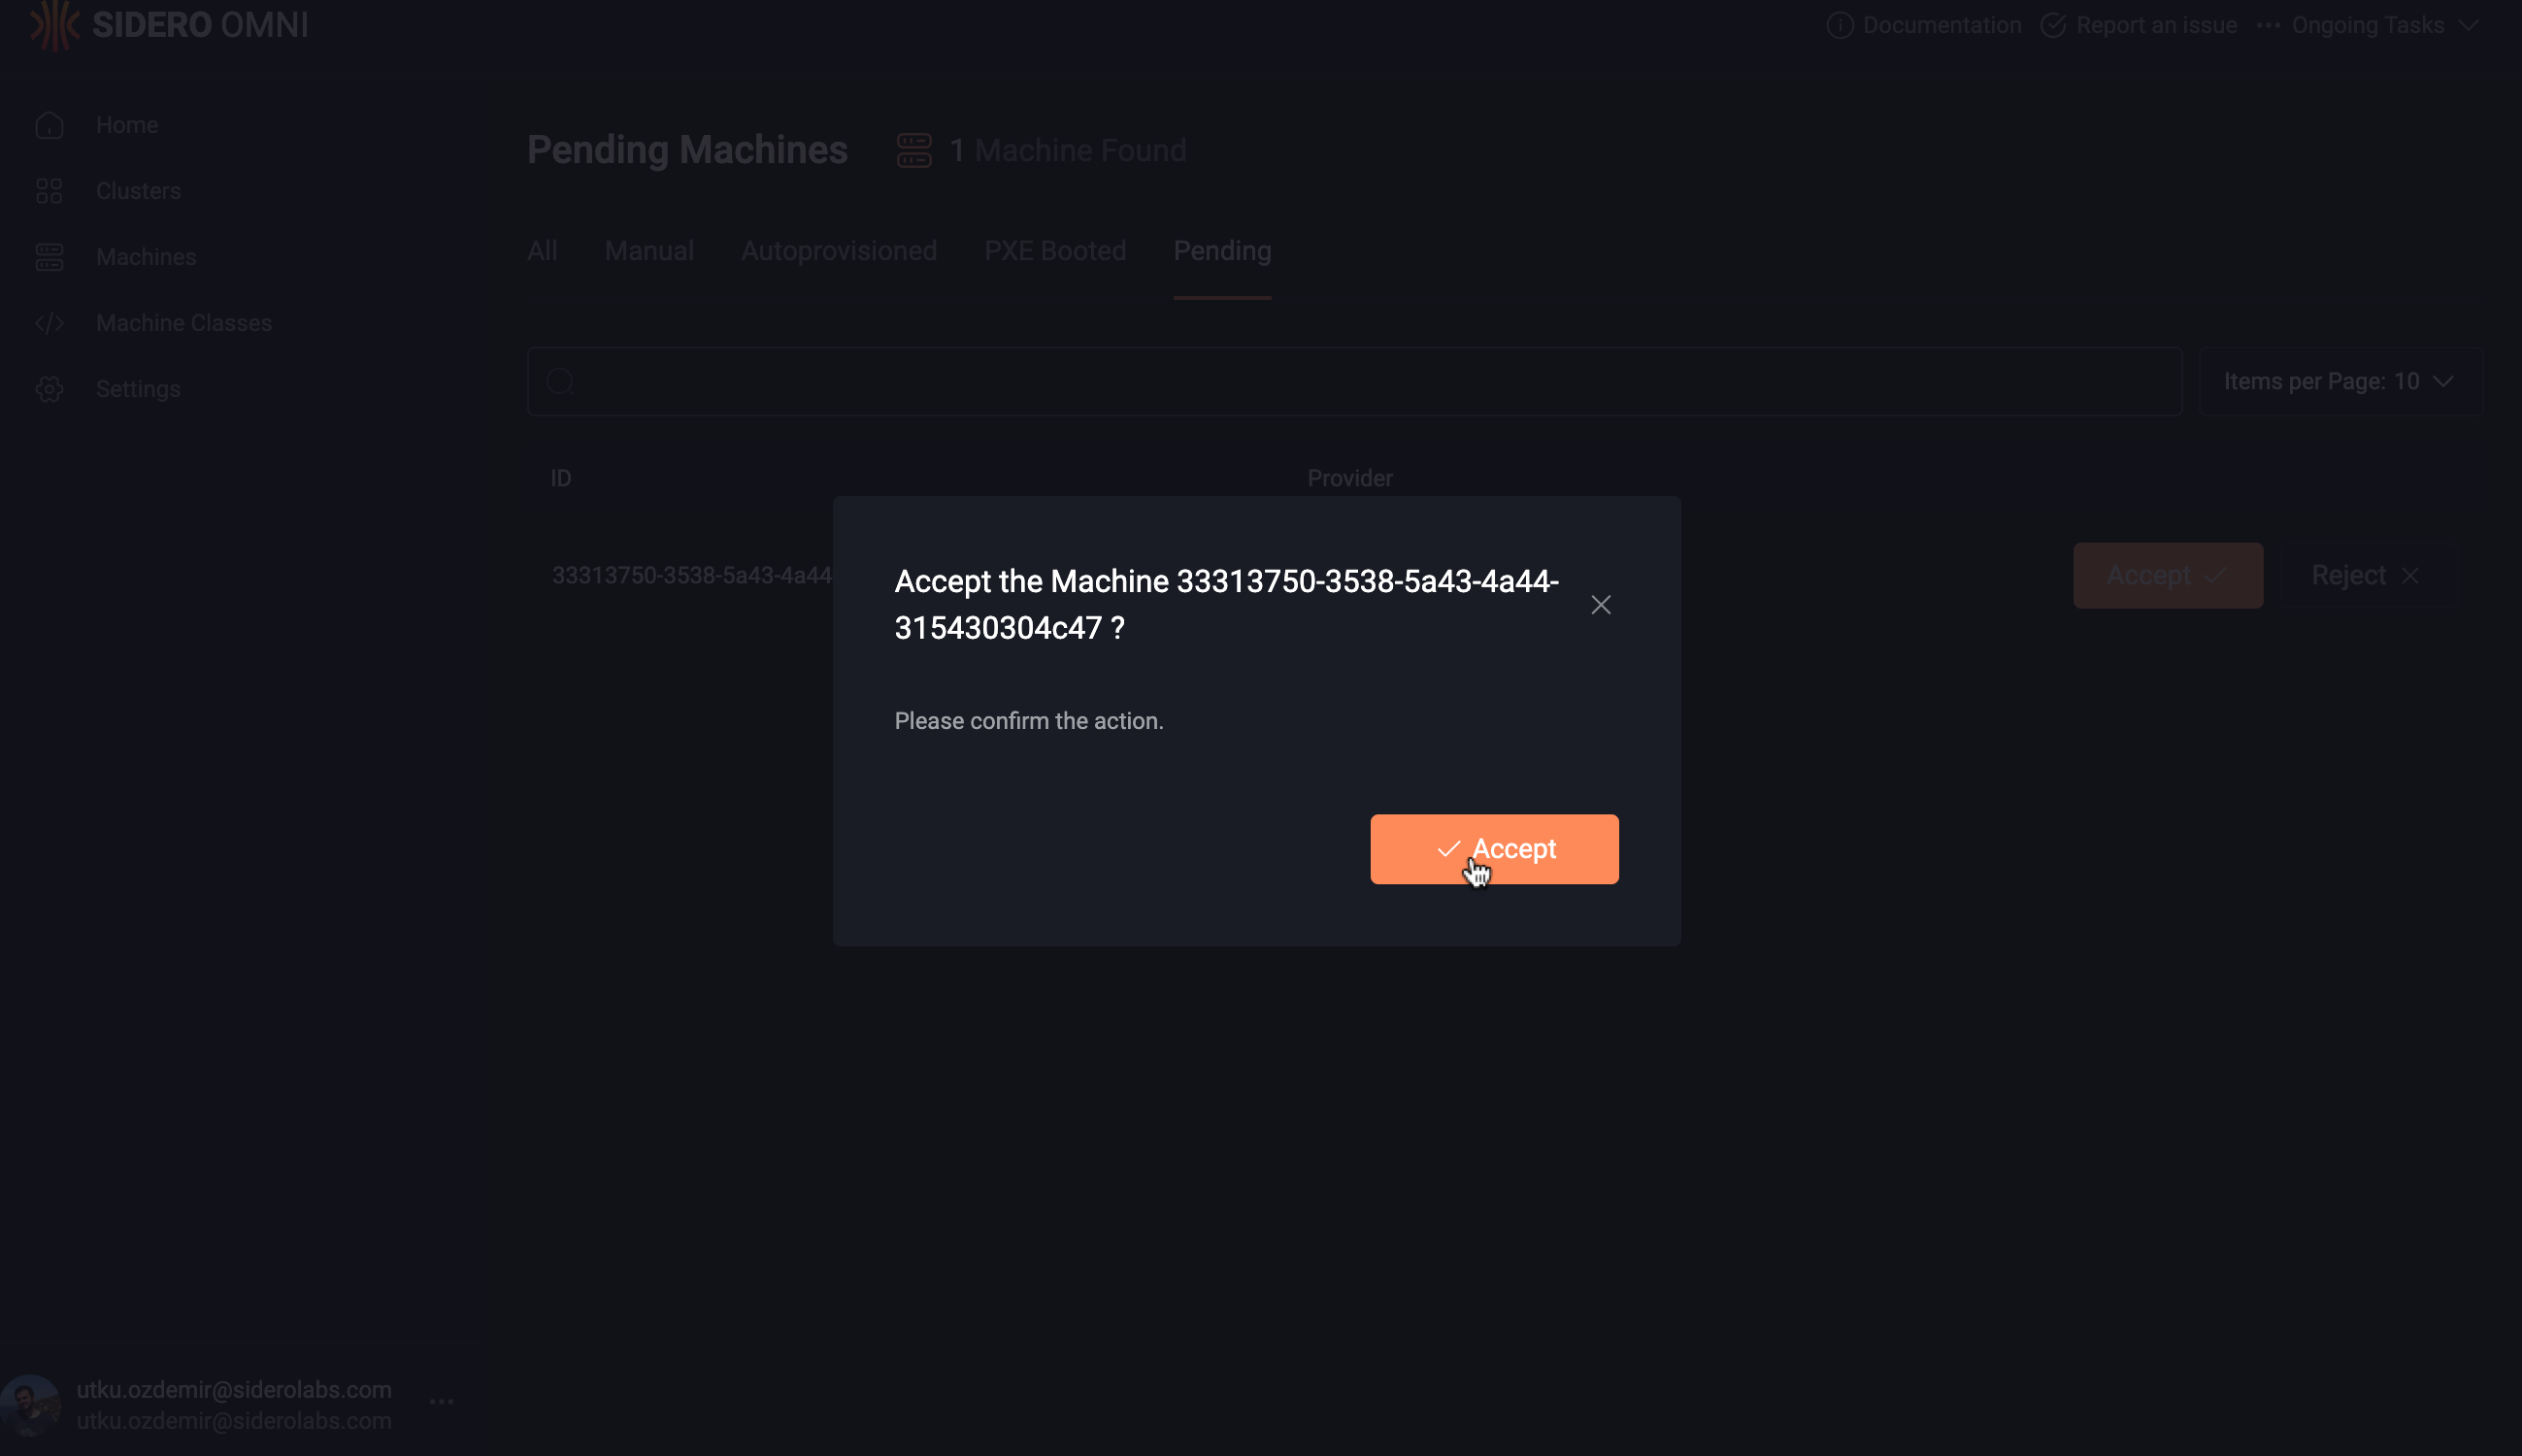 SIDERO OMNI
Documentation
Report an issue
Ongoing Tasks
Home
Clusters
Machines
Machine Classes
Settings
Pending Machines
1 Machine Found
All Manual Autoprovisioned PXE Booted Pending
Items per Page: 10
ID Provider
33313750-3538-5a43-4a44
Accept
Reject
Accept the Machine 33313750-3538-5a43-4a44-
315430304c47 ?
Please confirm the action.
Accept
utku.ozdemir@siderolabs.com
utku.ozdemir@siderolabs.com